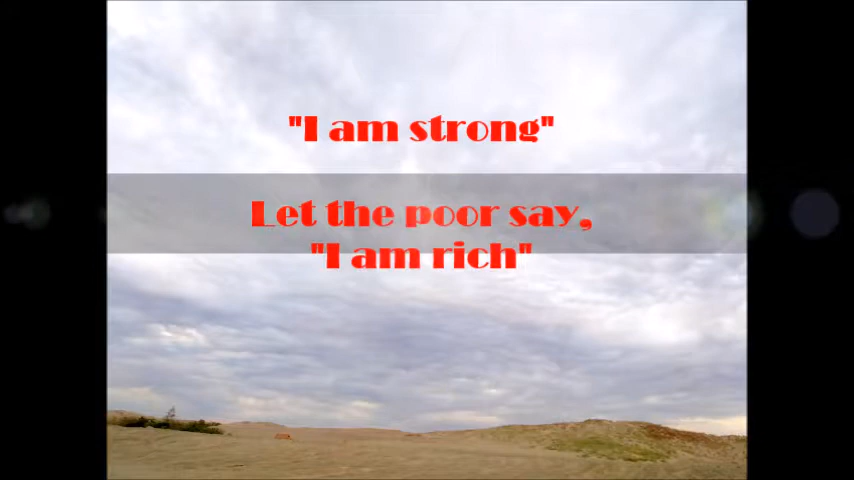 "I am strong"
Let the poor say,
"I am rich"